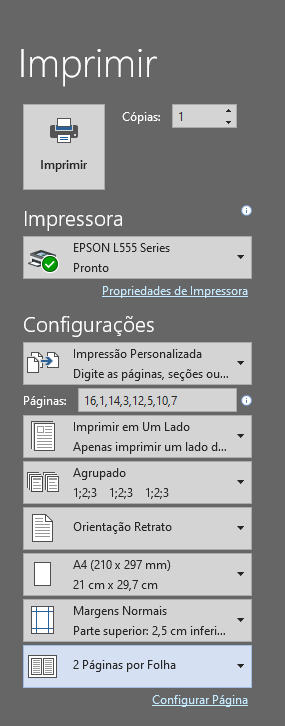 Imprimir
Cópias: 1
Imprimir
Impressora
EPSON L555 Series
Pronto
Propriedades de Impressora
Configurações
Impressão Personalizada
Digite as páginas, seções ou...
Páginas: 16,1,14,3,12,5,10,7
Imprimir em Um Lado
Apenas imprimir um lado d...
Agrupado
1;2;3 1;2;3 1;2;3
Orientação Retrato
A4 (210 x 297 mm)
21 cm x 29,7 cm
Margens Normais
Parte superior: 2,5 cm inferi...
2 Páginas por Folha
Configurar Página